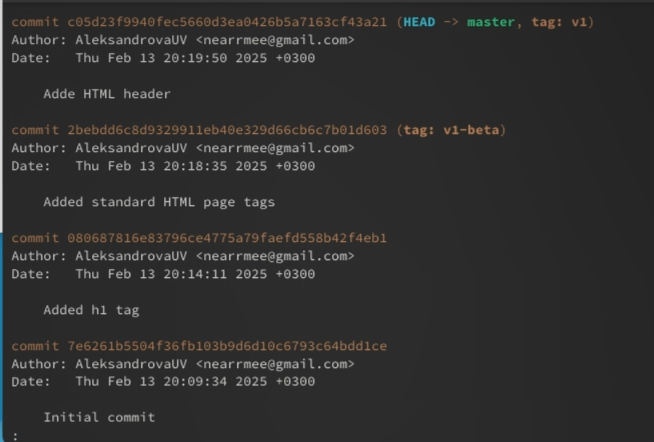 commit c05d23f9940fec5660d3ea0426b5a7163cf43a21 (HEAD -> master, tag: v1)
Author: AleksandrovaUV <nearrmee@gmail.com>
Date:   Thu Feb 13 20:19:50 2025 +0300
Adde HTML header
commit 2bebdd6c8d9329911eb40e329d66cb6c7b01d603 (tag: v1-beta)
Author: AleksandrovaUV <nearrmee@gmail.com>
Date:   Thu Feb 13 20:18:35 2025 +0300
Added standard HTML page tags
commit 080687816e83796ce4775a79faefd558b42f4eb1
Author: AleksandrovaUV <nearrmee@gmail.com>
Date:   Thu Feb 13 20:14:11 2025 +0300
Added h1 tag
commit 7e6261b5504f36fb103b9d6d10c6793c64bdd1ce
Author: AleksandrovaUV <nearrmee@gmail.com>
Date:   Thu Feb 13 20:09:34 2025 +0300
Initial commit
: